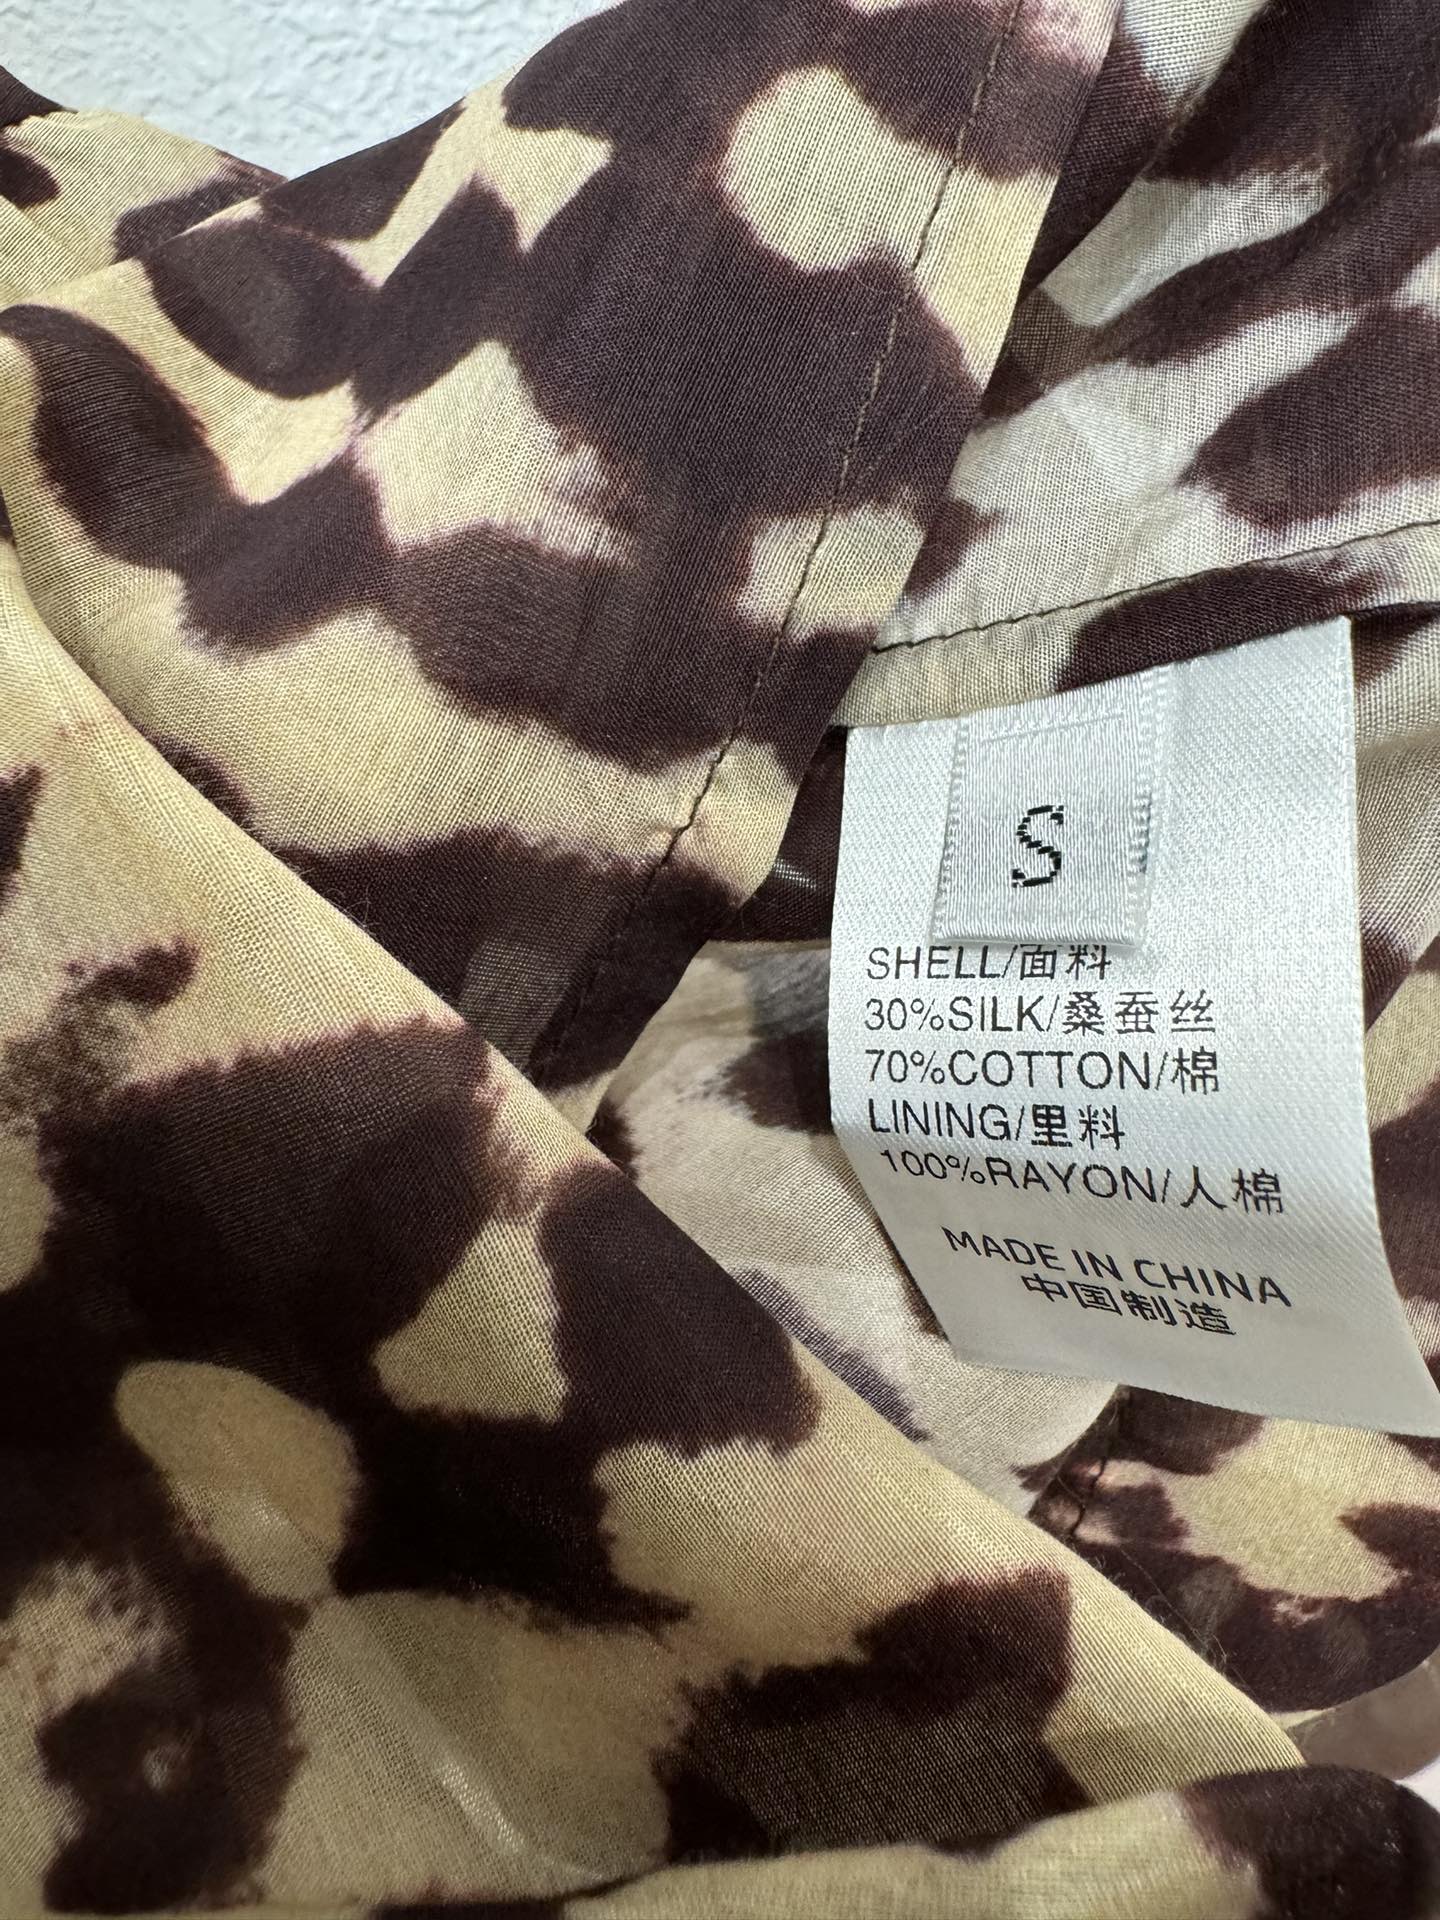 S
SHELL/面料
30%SILK/桑蚕丝
70%COTTON/棉
LINING/里料
100%RAYON/人棉
MADE IN CHINA
中国制造